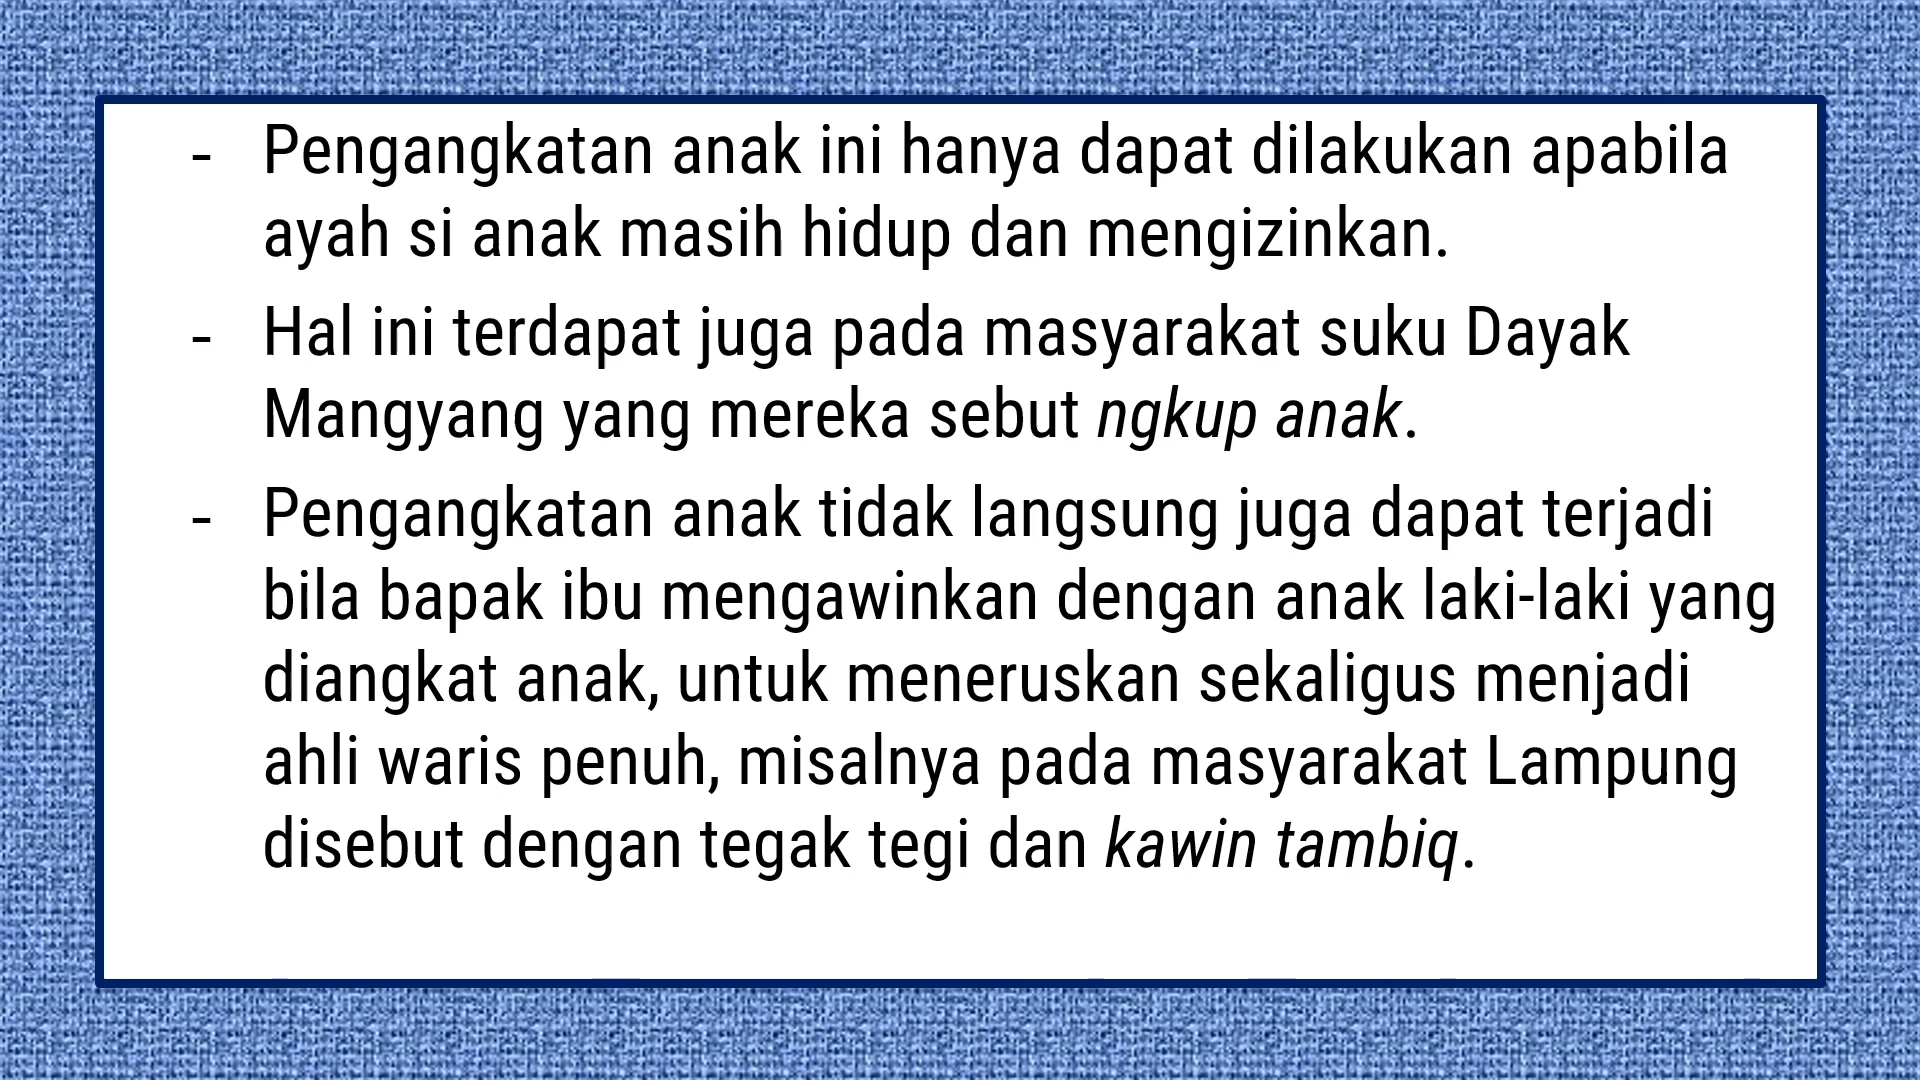 - Pengangkatan anak ini hanya dapat dilakukan apabila
ayah si anak masih hidup dan mengizinkan.
- Hal ini terdapat juga pada masyarakat suku Dayak
Mangyang yang mereka sebut ngkup anak.
- Pengangkatan anak tidak langsung juga dapat terjadi
bila bapak ibu mengawinkan dengan anak laki-laki yang
diangkat anak, untuk meneruskan sekaligus menjadi
ahli waris penuh, misalnya pada masyarakat Lampung
disebut dengan tegak tegi dan kawin tambiq.